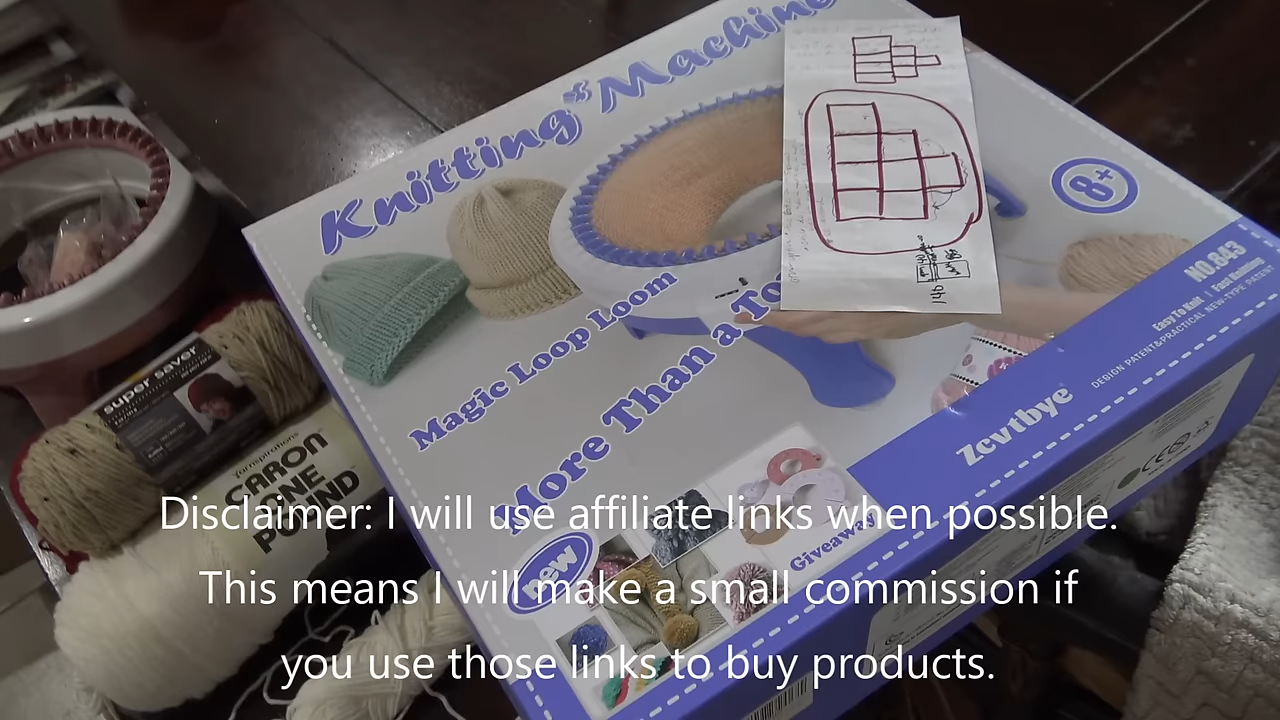 Knitting Machine
8+
Magic Loop Loom
More Than a To
NO.843
Easy To Knit | Fast Knitting
DESIGN PATENT&PRACTICAL NEW-TYPE PATENT
Zcvtbye
super saver
Yarnspirations
CARON
ONE
POUND
new
Giveaway
146
Disclaimer: I will use affiliate links when possible.
This means I will make a small commission if
you use those links to buy products.